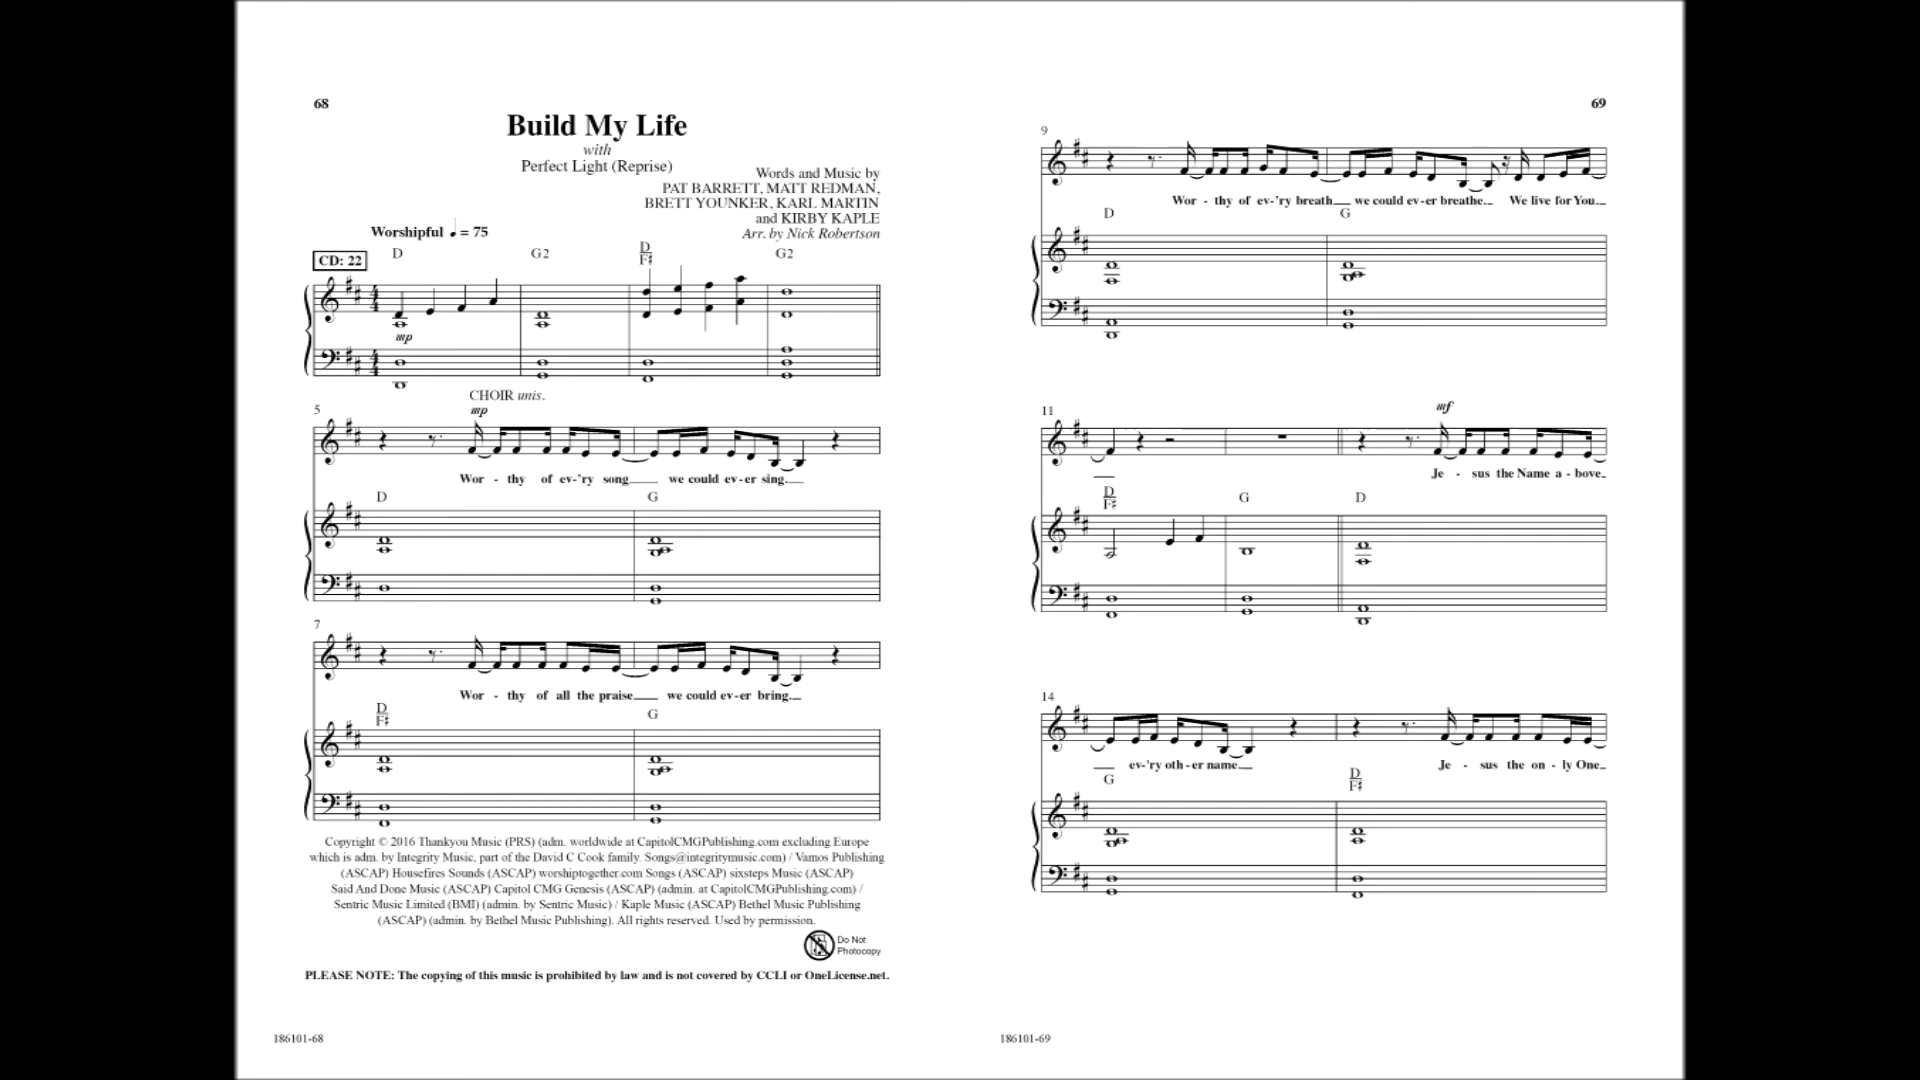 68
Build My Life
with
Perfect Light (Reprise)
Words and Music by
PAT BARRETT, MATT REDMAN,
BRETT YOUNKER, KARL MARTIN
and KIRBY KAPLE
Arr. by Nick Robertson
Worshipful ♩ = 75
CD: 22
D G2 D/F♯ G2
mp
CHOIR unis.
mp
5
Wor - thy of ev-'ry song we could ev-er sing.
D G
7
Wor - thy of all the praise we could ev-er bring.
D/F♯ G
Copyright © 2016 Thankyou Music (PRS) (adm. worldwide at CapitolCMGPublishing.com excluding Europe
which is adm. by Integrity Music, part of the David C Cook family. Songs@integritymusic.com) / Vamos Publishing
(ASCAP) Housefires Sounds (ASCAP) worshiptogether.com Songs (ASCAP) sixsteps Music (ASCAP)
Said And Done Music (ASCAP) Capitol CMG Genesis (ASCAP) (admin. at CapitolCMGPublishing.com) /
Sentric Music Limited (BMI) (admin. by Sentric Music) / Kaple Music (ASCAP) Bethel Music Publishing
(ASCAP) (admin. by Bethel Music Publishing). All rights reserved. Used by permission.
Do Not
Photocopy
PLEASE NOTE: The copying of this music is prohibited by law and is not covered by CCLI or OneLicense.net.
186101-68
69
9
Wor - thy of ev-'ry breath we could ev-er breathe. We live for You.
D G
11
mf
Je - sus the Name a - bove
D/F♯ G D
14
ev-'ry oth - er name. Je - sus the on - ly One
G D/F♯
186101-69